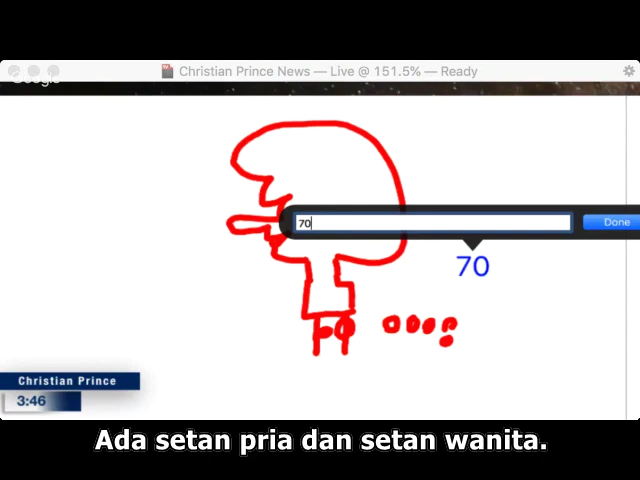 Christian Prince News — Live @ 151.5% — Ready
70
Done
70
Christian Prince
3:46
Ada setan pria dan setan wanita.